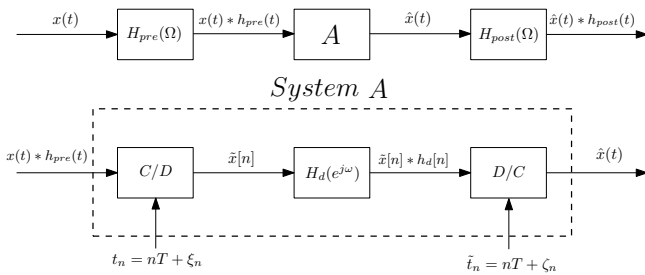 x(t)
H_{pre}(Ω)
x(t) * h_{pre}(t)
A
x̂(t)
H_{post}(Ω)
x̂(t) * h_{post}(t)
System A
x(t) * h_{pre}(t)
C/D
x̃[n]
H_d(e^{jω})
x̃[n] * h_d[n]
D/C
x̂(t)
t_n = nT + ξ_n
t̃_n = nT + ζ_n